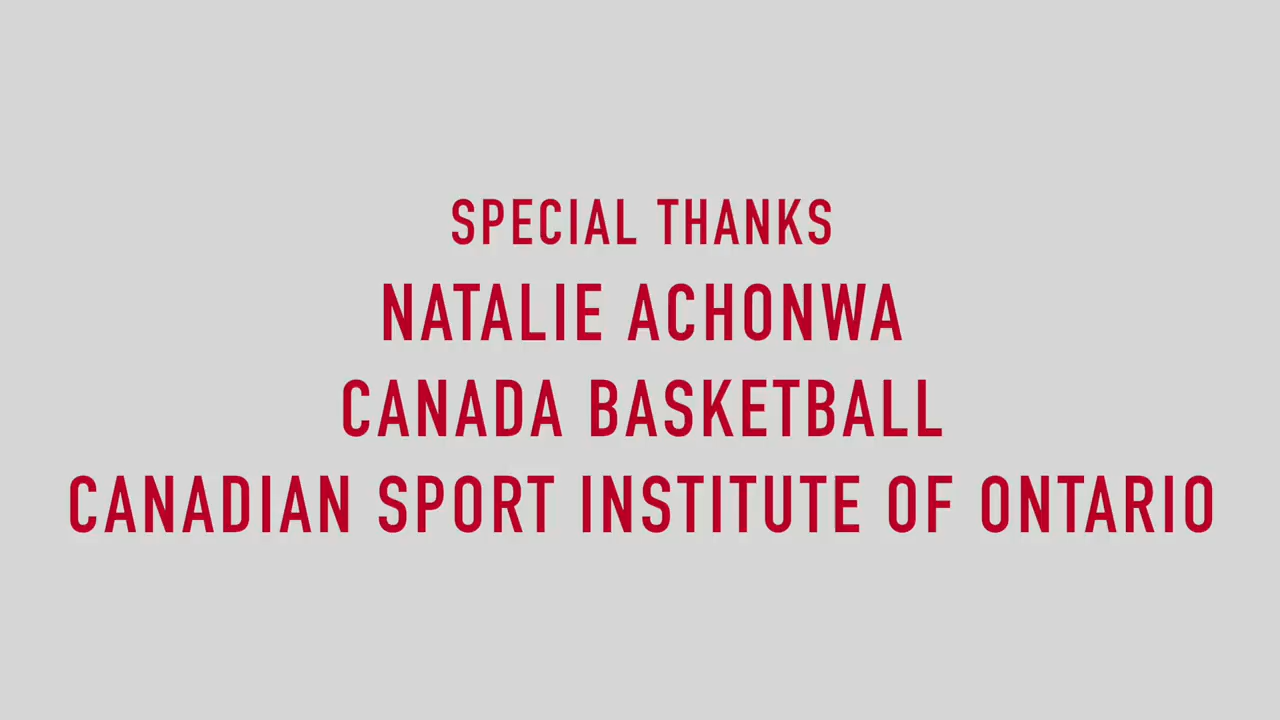 SPECIAL THANKS
NATALIE ACHONWA
CANADA BASKETBALL
CANADIAN SPORT INSTITUTE OF ONTARIO